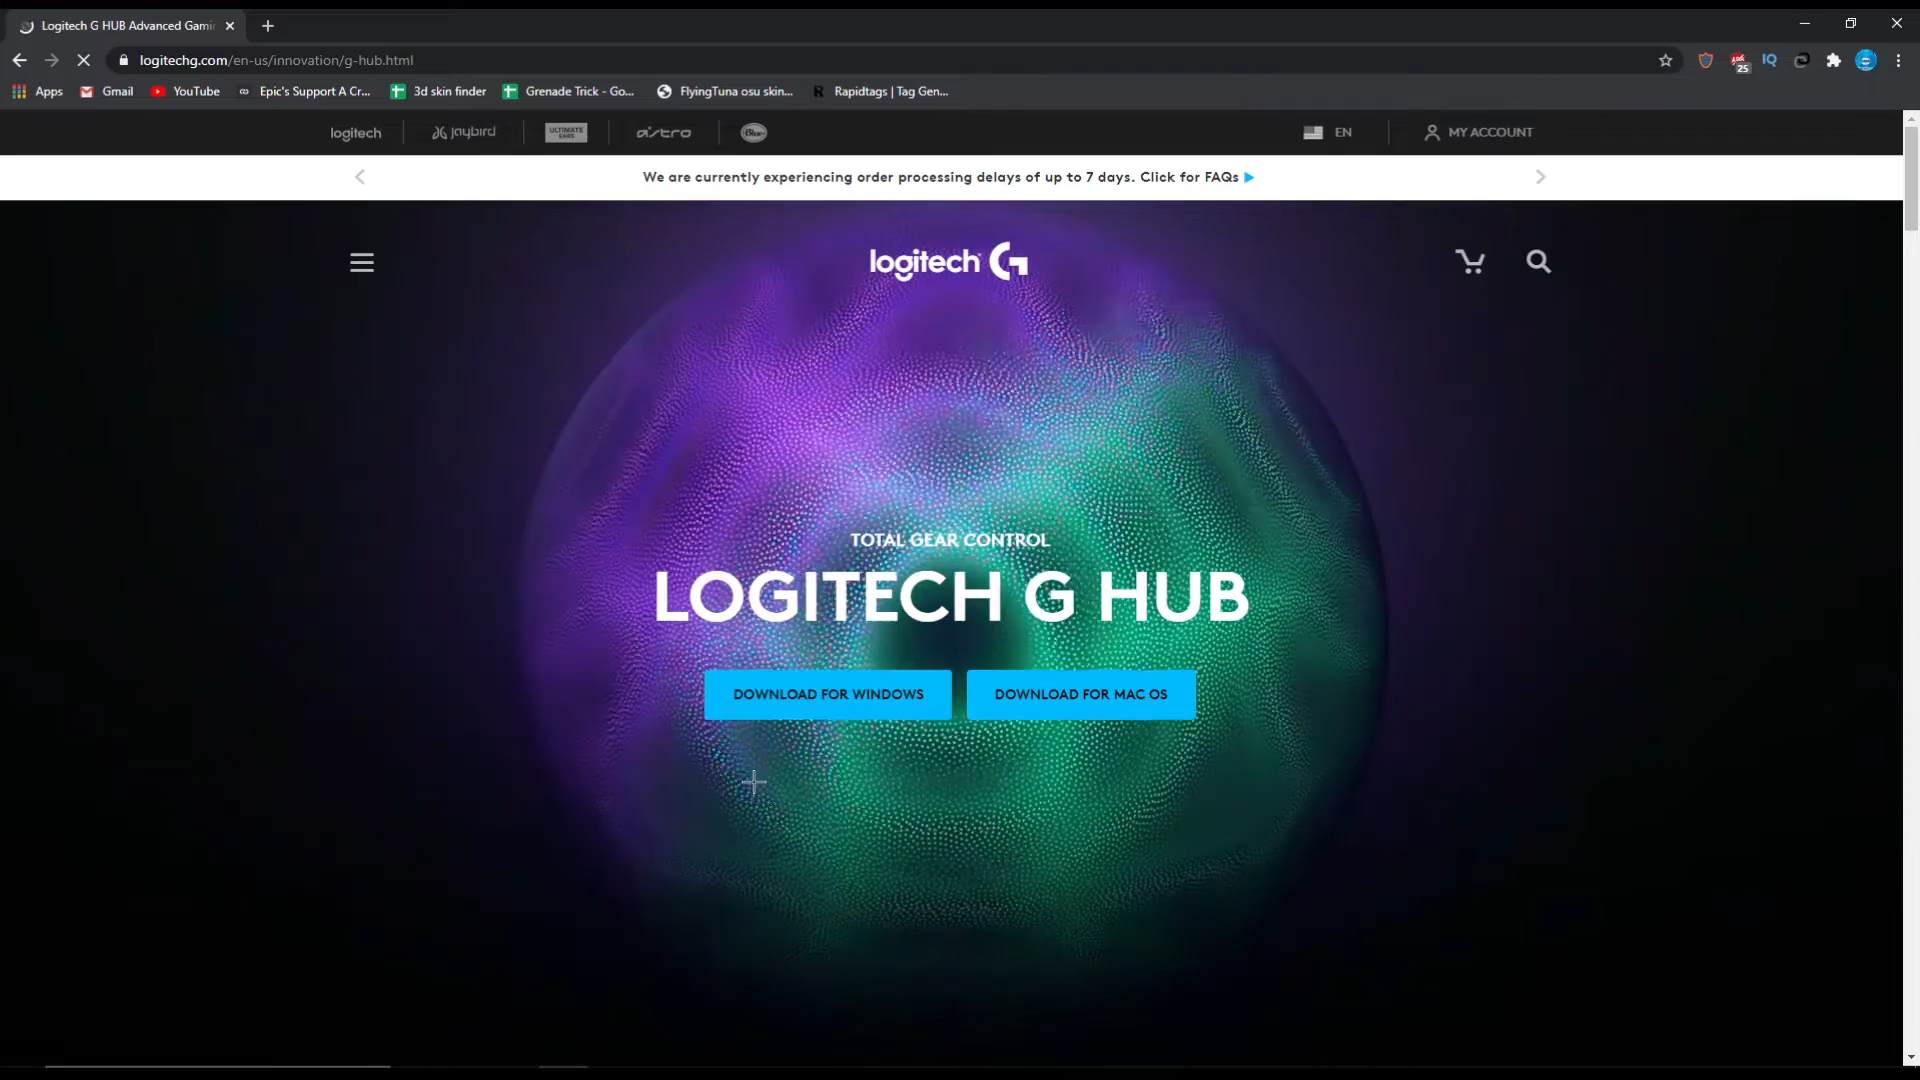 Logitech G HUB Advanced Gami
logitechg.com/en-us/innovation/g-hub.html
25
IQ
Apps
Gmail
YouTube
Epic's Support A Cr...
3d skin finder
Grenade Trick - Go...
FlyingTuna osu skin...
R
Rapidtags | Tag Gen...
logitech
jaybird
ULTIMATE EARS
astro
Blue
EN
MY ACCOUNT
We are currently experiencing order processing delays of up to 7 days. Click for FAQs
logitech G
TOTAL GEAR CONTROL
LOGITECH G HUB
DOWNLOAD FOR WINDOWS
DOWNLOAD FOR MAC OS